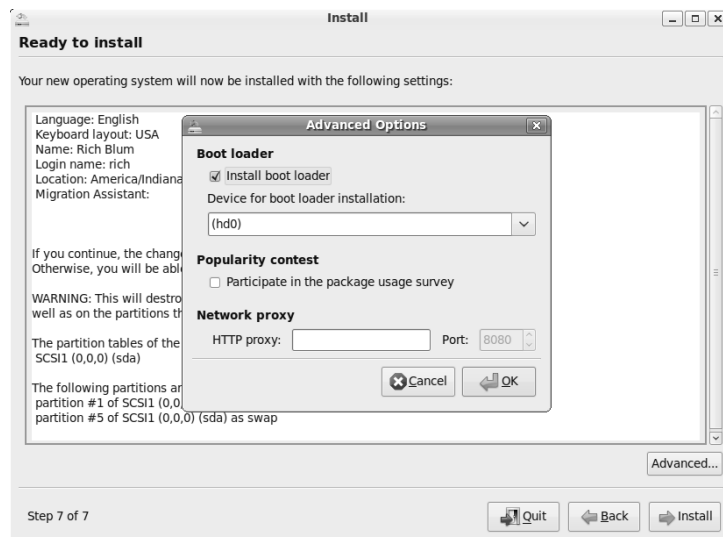 Install
Ready to install
Your new operating system will now be installed with the following settings:
Language: English
Keyboard layout: USA
Name: Rich Blum
Login name: rich
Location: America/Indiana
Migration Assistant:
If you continue, the chang
Otherwise, you will be abl
WARNING: This will destro
well as on the partitions th
The partition tables of the
SCSI1 (0,0,0) (sda)
The following partitions ar
partition #1 of SCSI1 (0,0,
partition #5 of SCSI1 (0,0,0) (sda) as swap
Advanced Options
Boot loader
Install boot loader
Device for boot loader installation:
(hd0)
Popularity contest
Participate in the package usage survey
Network proxy
HTTP proxy: Port: 8080
Cancel OK
Advanced...
Step 7 of 7 Quit Back Install